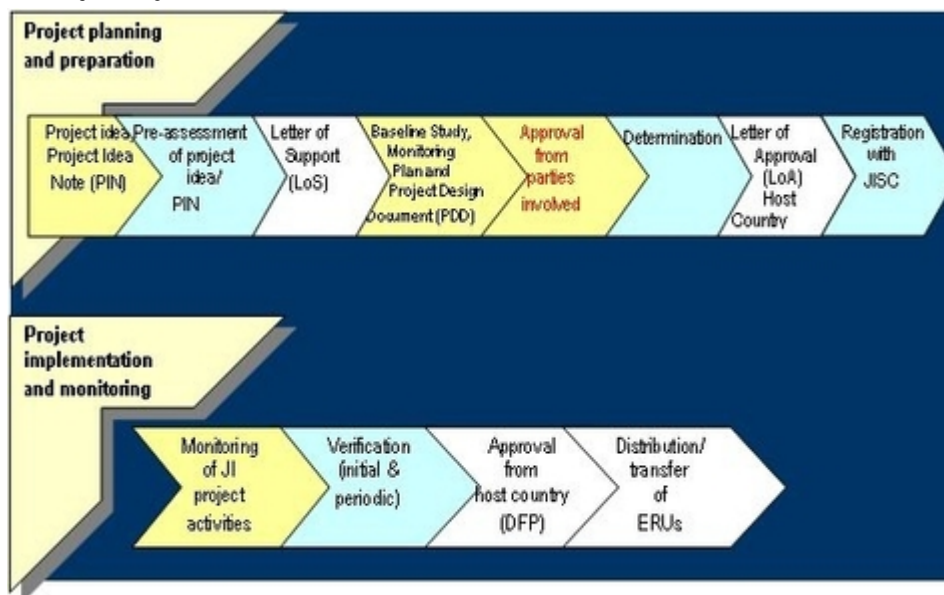 Project planning
and preparation
Project idea,
Project Idea
Note (PIN)
Pre-assessment
of project
idea/
PIN
Letter of
Support
(LoS)
Baseline Study,
Monitoring
Plan and
Project Design
Document (PDD)
Approval
from
parties
involved
Determination
Letter of
Approval
(LoA)
Host
Country
Registration
with
JISC
Project
implementation
and monitoring
Monitoring
of JI
project
activities
Verification
(initial &
periodic)
Approval
from
host country
(DFP)
Distribution/
transfer
of
ERUs